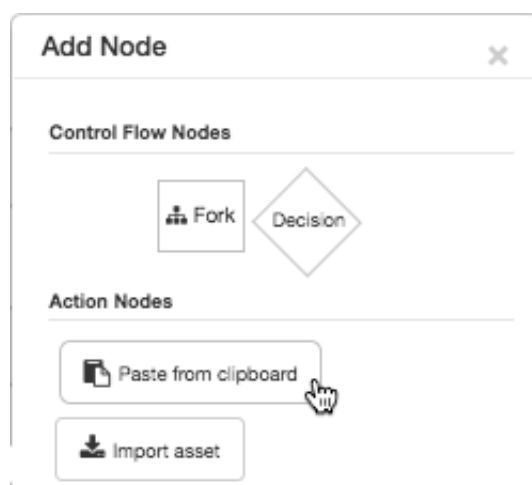 Add Node
Control Flow Nodes
Fork
Decision
Action Nodes
Paste from clipboard
Import asset